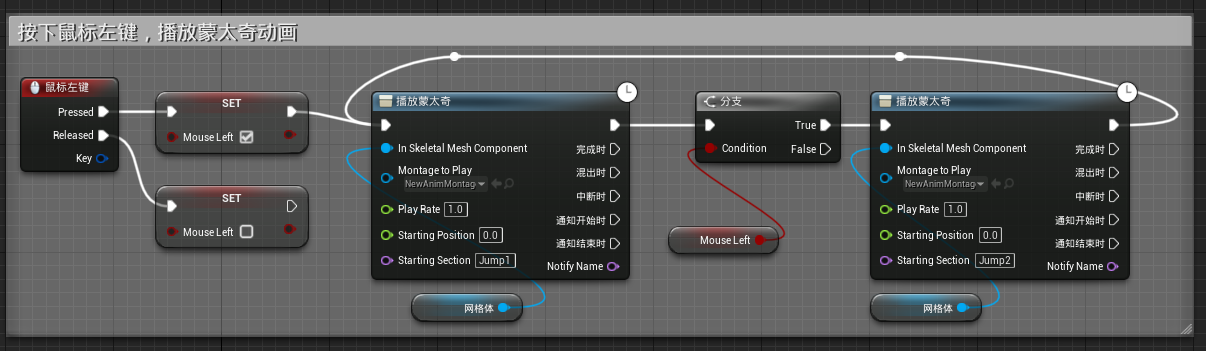 按下鼠标左键，播放蒙太奇动画
鼠标左键
Pressed
Released
Key
SET
Mouse Left
SET
Mouse Left
播放蒙太奇
In Skeletal Mesh Component
Montage to Play
NewAnimMontag
Play Rate 1.0
Starting Position 0.0
Starting Section Jump1
完成时
混出时
中断时
通知开始时
通知结束时
Notify Name
网格体
分支
True
Condition
False
Mouse Left
播放蒙太奇
In Skeletal Mesh Component
Montage to Play
NewAnimMontag
Play Rate 1.0
Starting Position 0.0
Starting Section Jump2
完成时
混出时
中断时
通知开始时
通知结束时
Notify Name
网格体